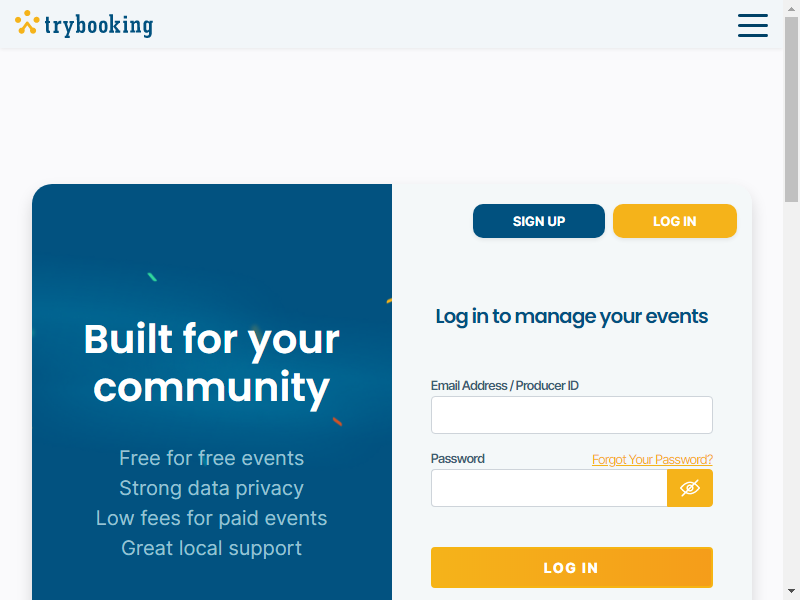 trybooking
SIGN UP
LOG IN
Built for your
community
Free for free events
Strong data privacy
Low fees for paid events
Great local support
Log in to manage your events
Email Address / Producer ID
Password
Forgot Your Password?
LOG IN